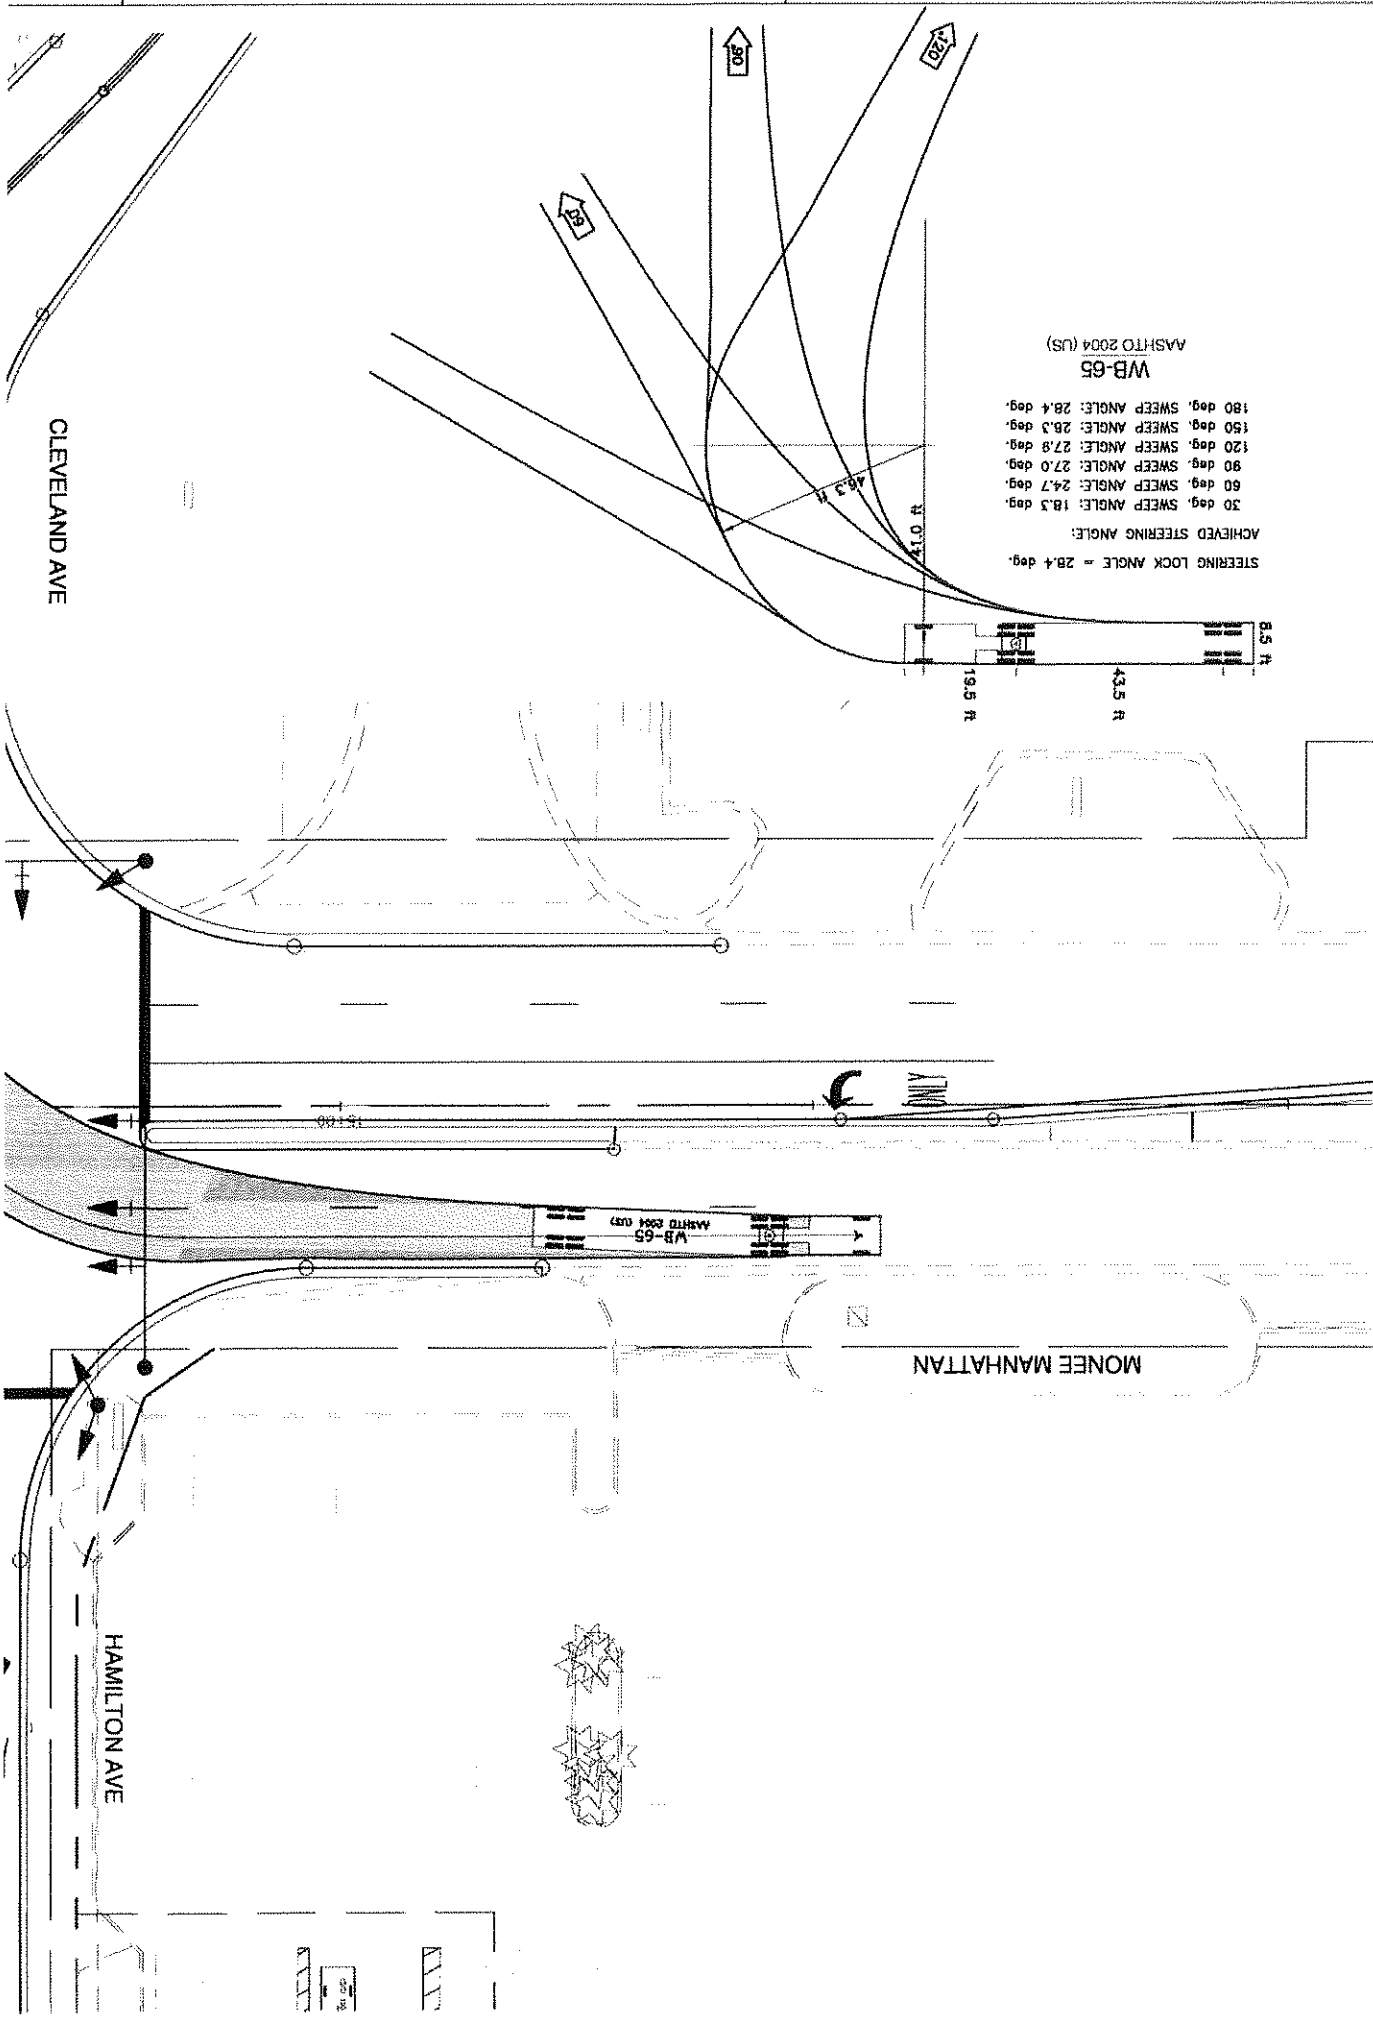 120
90
60
WB-65
AASHTO 2004 (US)
STEERING LOCK ANGLE = 28.4 deg.
ACHIEVED STEERING ANGLE:
30 deg. SWEEP ANGLE: 18.3 deg.
60 deg. SWEEP ANGLE: 24.7 deg.
90 deg. SWEEP ANGLE: 27.0 deg.
120 deg. SWEEP ANGLE: 27.9 deg.
150 deg. SWEEP ANGLE: 28.3 deg.
180 deg. SWEEP ANGLE: 28.4 deg.
46.3 ft
41.0 ft
8.5 ft
19.5 ft
43.5 ft
CLEVELAND AVE
ONLY
WB-65
AASHTO 2004 (US)
MONEE MANHATTAN
HAMILTON AVE